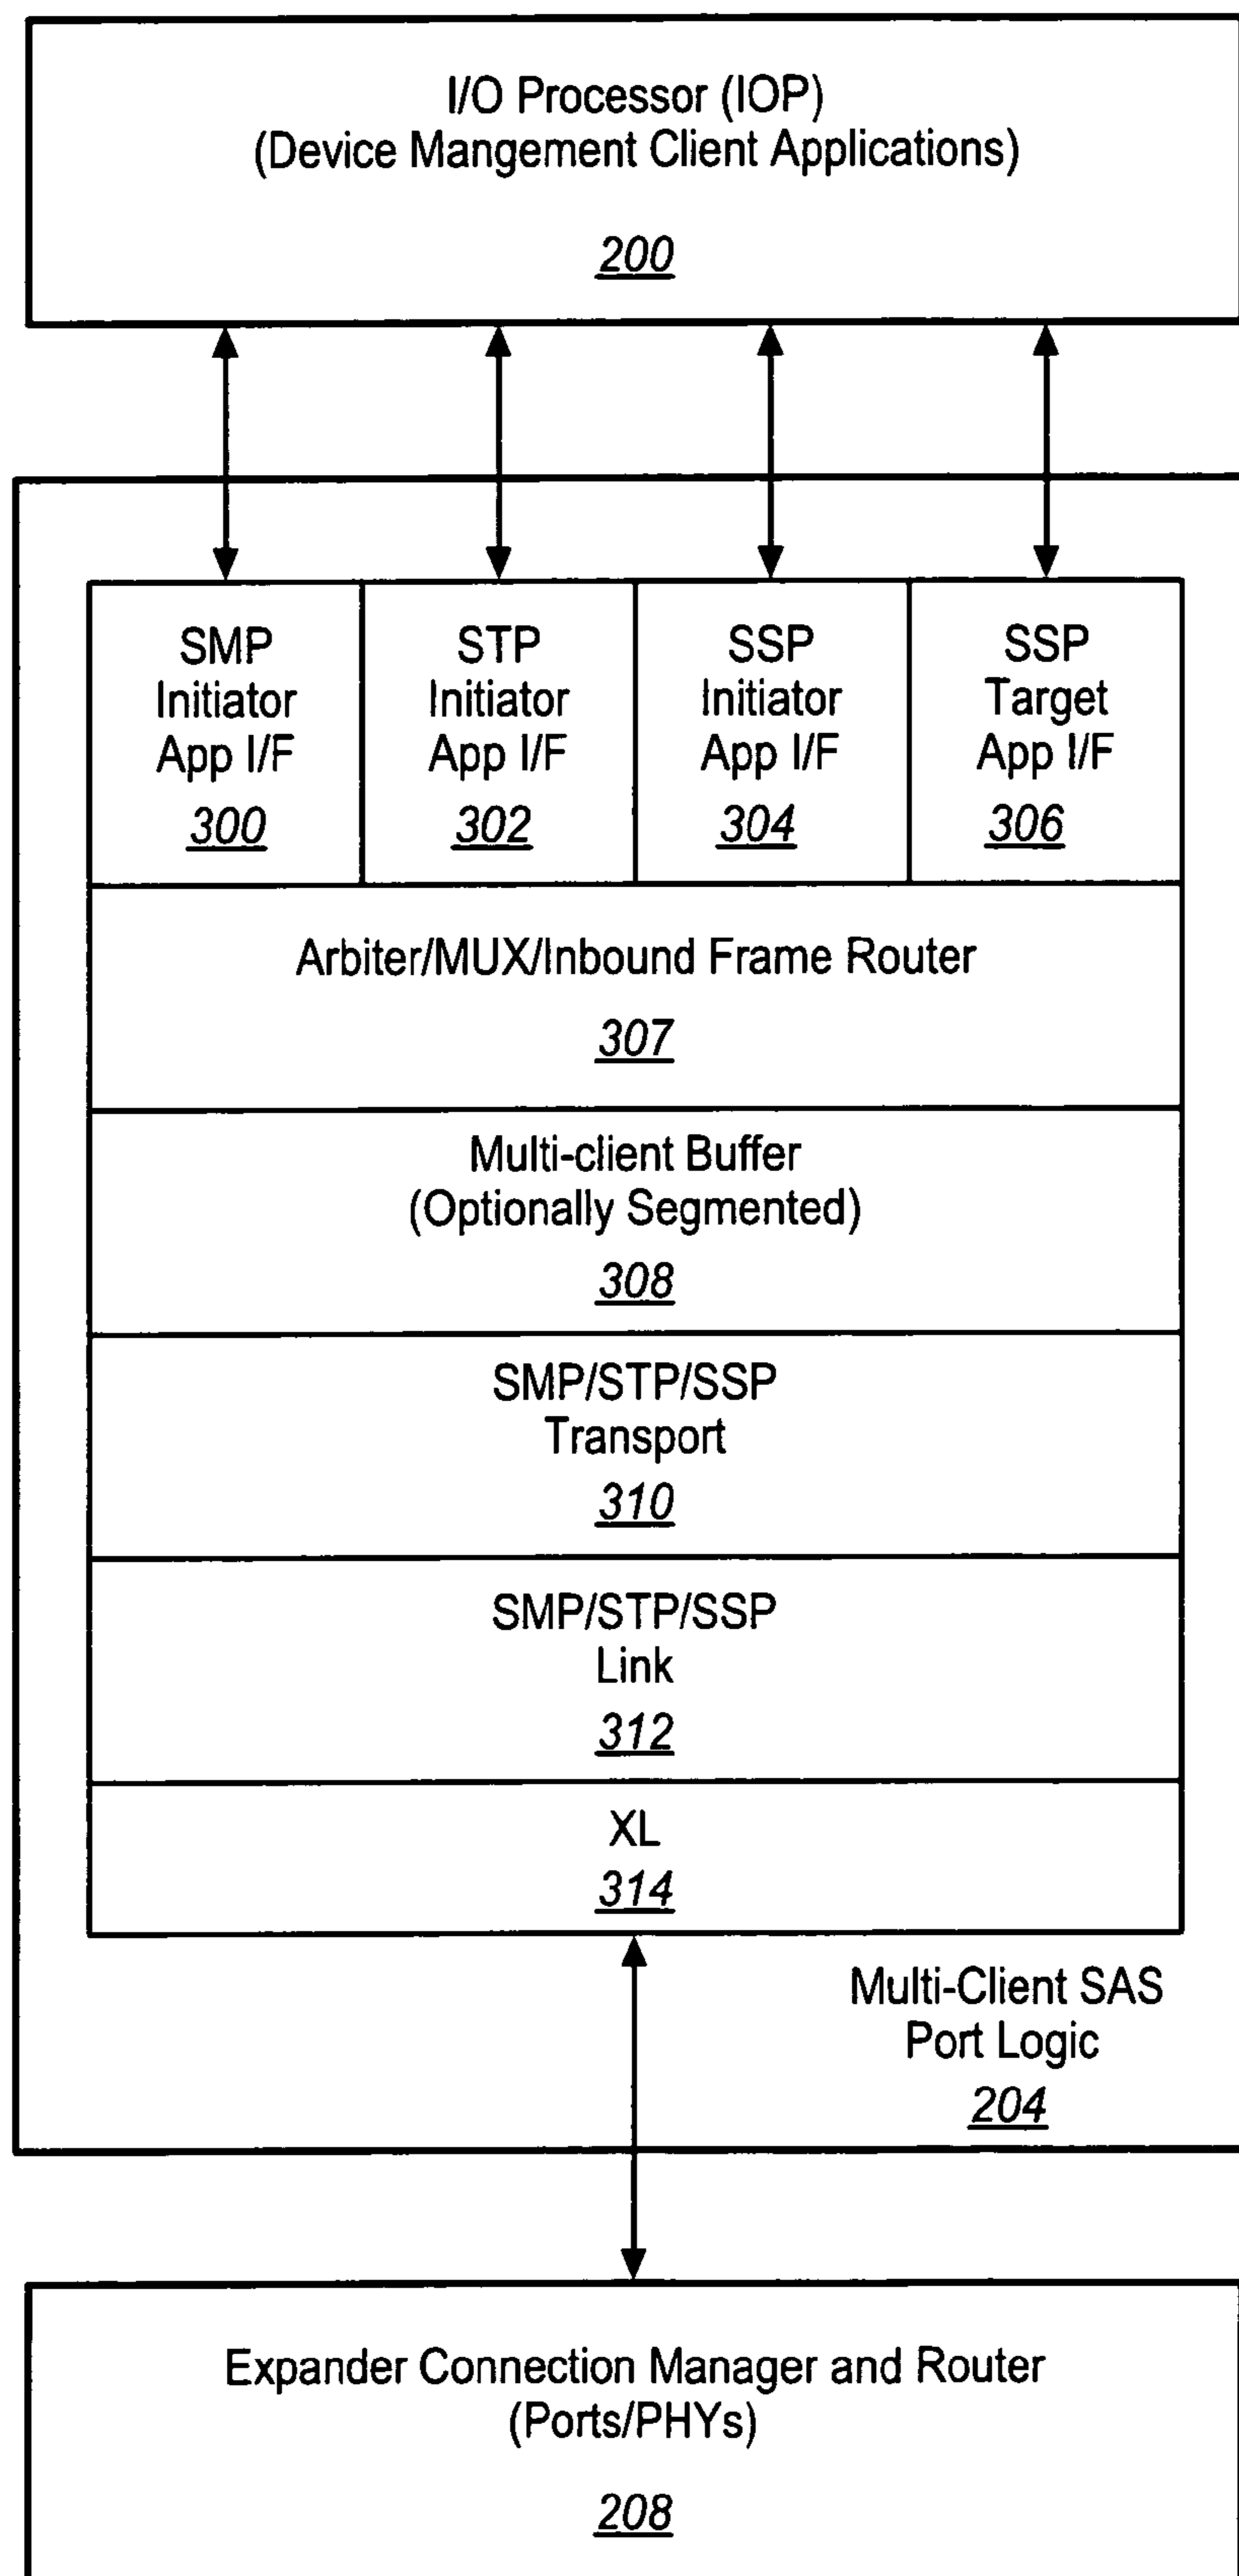 I/O Processor (IOP)
(Device Mangement Client Applications)
200
SMP
Initiator
App I/F
300
STP
Initiator
App I/F
302
SSP
Initiator
App I/F
304
SSP
Target
App I/F
306
Arbiter/MUX/Inbound Frame Router
307
Multi-client Buffer
(Optionally Segmented)
308
SMP/STP/SSP
Transport
310
SMP/STP/SSP
Link
312
XL
314
Multi-Client SAS
Port Logic
204
Expander Connection Manager and Router
(Ports/PHYs)
208